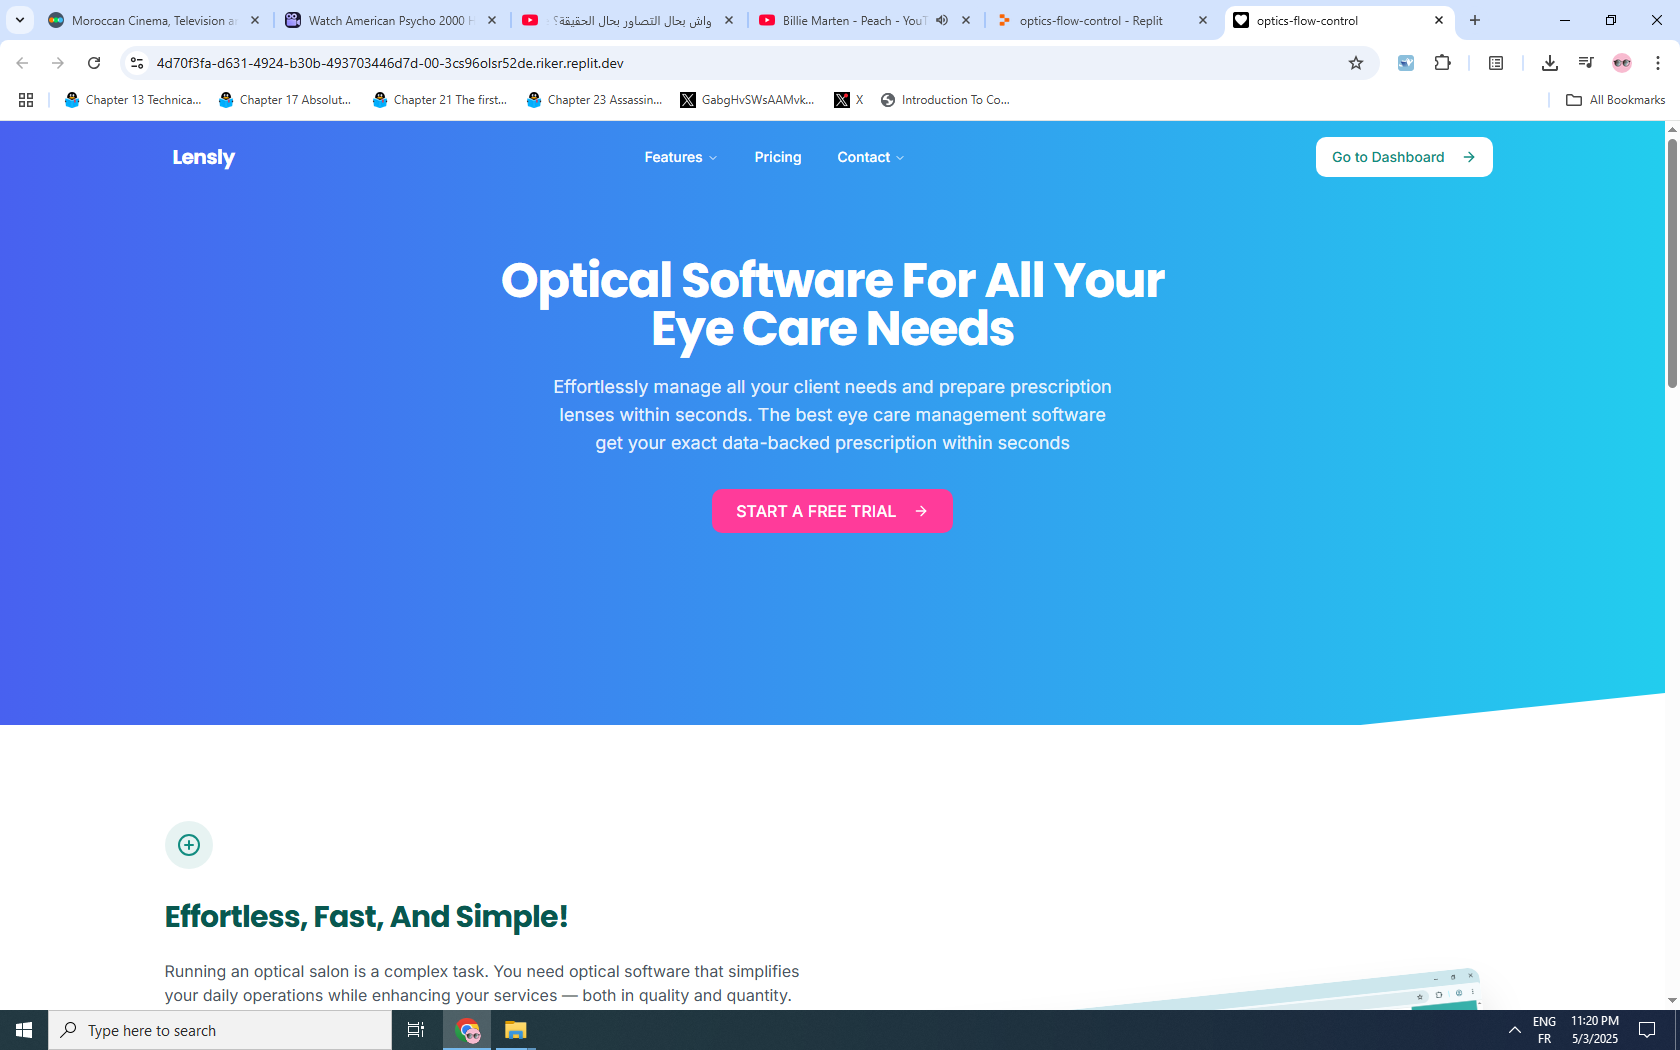 Moroccan Cinema, Television a
Watch American Psycho 2000 H
واش بحال التصاور بحال الحقيقة؟
Billie Marten - Peach - YouT
optics-flow-control - Replit
optics-flow-control
4d70f3fa-d631-4924-b30b-493703446d7d-00-3cs96olsr52de.riker.replit.dev
Chapter 13 Technica...
Chapter 17 Absolut...
Chapter 21 The first...
Chapter 23 Assassin...
GabgHvSWsAAMvk...
X
Introduction To Co...
All Bookmarks
Lensly
Features
Pricing
Contact
Go to Dashboard
Optical Software For All Your
Eye Care Needs
Effortlessly manage all your client needs and prepare prescription
lenses within seconds. The best eye care management software
get your exact data-backed prescription within seconds
START A FREE TRIAL
Effortless, Fast, And Simple!
Running an optical salon is a complex task. You need optical software that simplifies
your daily operations while enhancing your services — both in quality and quantity.
Type here to search
ENG
FR
11:20 PM
5/3/2025